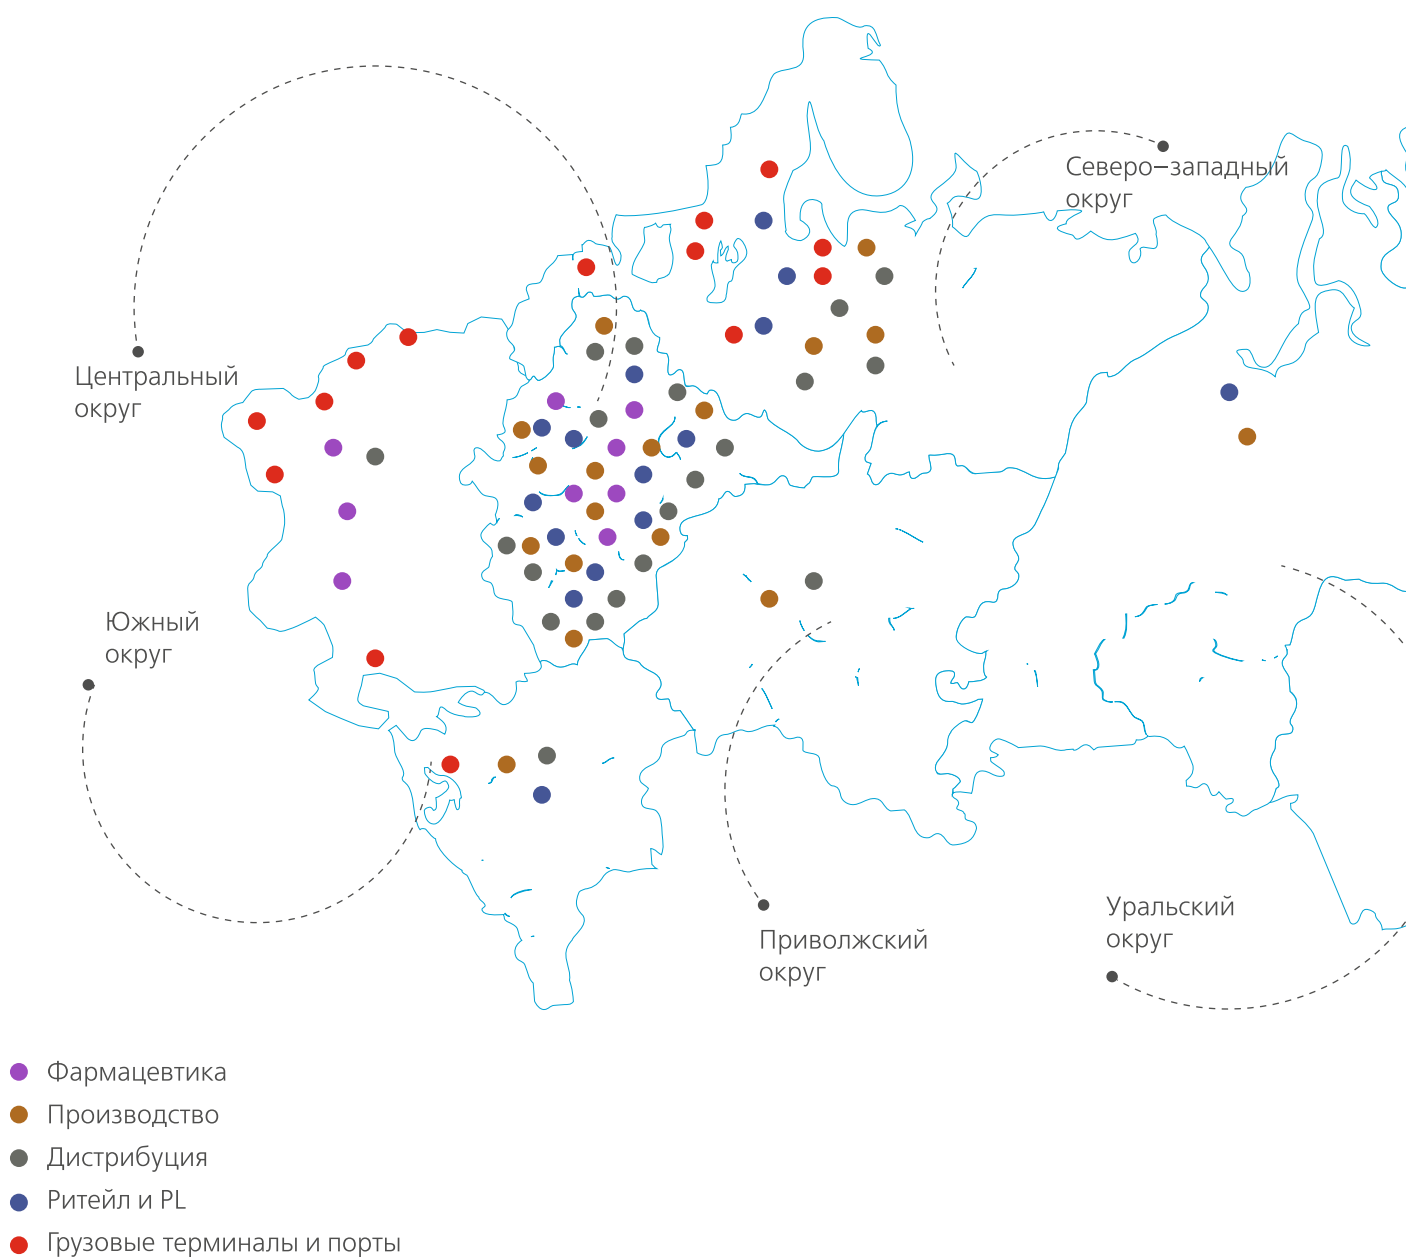 Северо–западный
округ
Центральный
округ
Южный
округ
Приволжский
округ
Уральский
округ
Фармацевтика
Производство
Дистрибуция
Ритейл и PL
Грузовые терминалы и порты